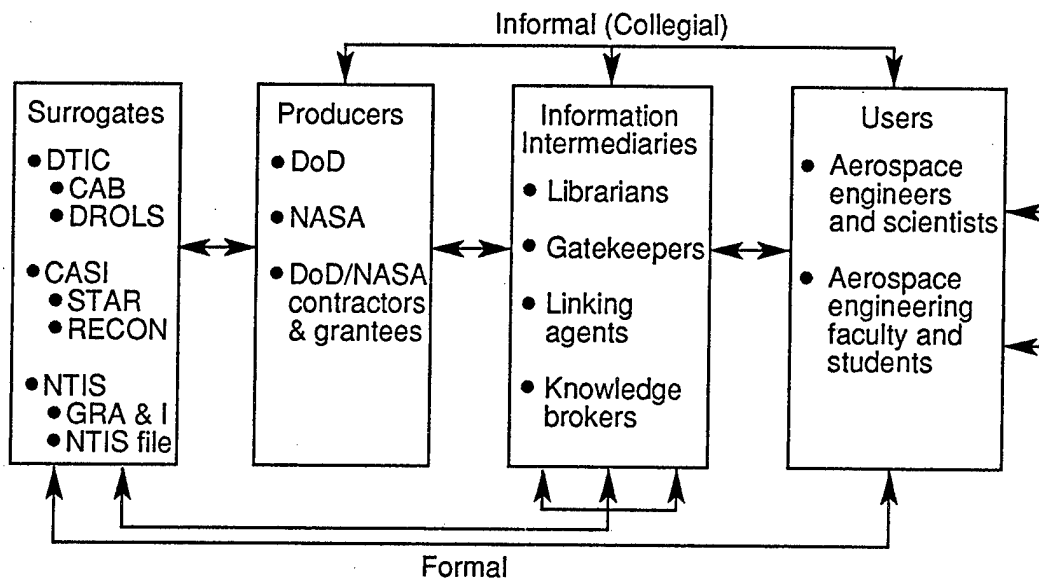 Informal (Collegial)
Surrogates
● DTIC
● CAB
● DROLS
● CASI
● STAR
● RECON
● NTIS
● GRA & I
● NTIS file
Producers
● DoD
● NASA
● DoD/NASA
contractors
& grantees
Information
Intermediaries
● Librarians
● Gatekeepers
● Linking
agents
● Knowledge
brokers
Users
● Aerospace
engineers
and scientists
● Aerospace
engineering
faculty and
students
Formal